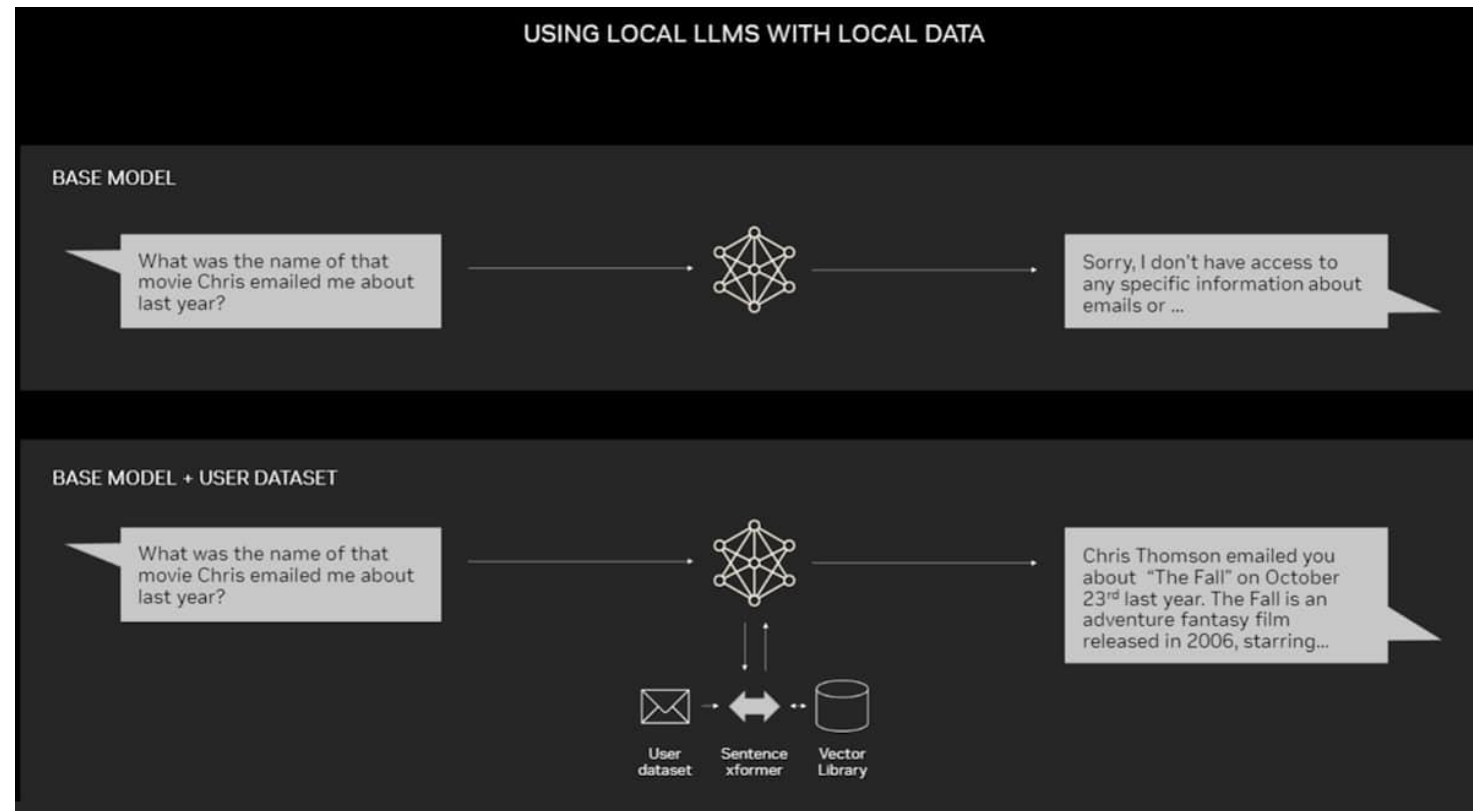 USING LOCAL LLMS WITH LOCAL DATA
BASE MODEL
What was the name of that
movie Chris emailed me about
last year?
Sorry, I don't have access to
any specific information about
emails or ...
BASE MODEL + USER DATASET
What was the name of that
movie Chris emailed me about
last year?
Chris Thomson emailed you
about "The Fall" on October
23rd last year. The Fall is an
adventure fantasy film
released in 2006, starring...
User
dataset
Sentence
xformer
Vector
Library